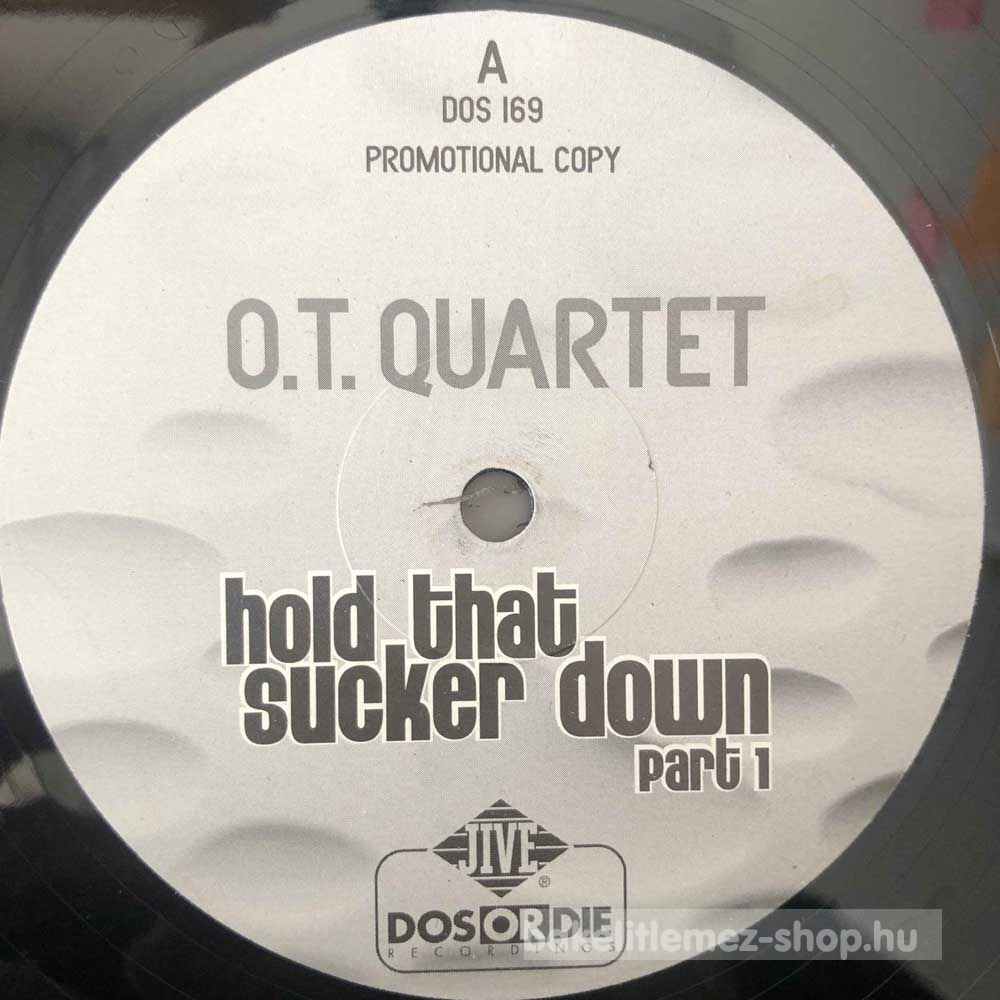 A
DOS 169
PROMOTIONAL COPY
O.T. QUARTET
hold that
sucker down
part 1
JIVE
®
DOS OR DIE
RECORDINGS
bakelitlemez-shop.hu